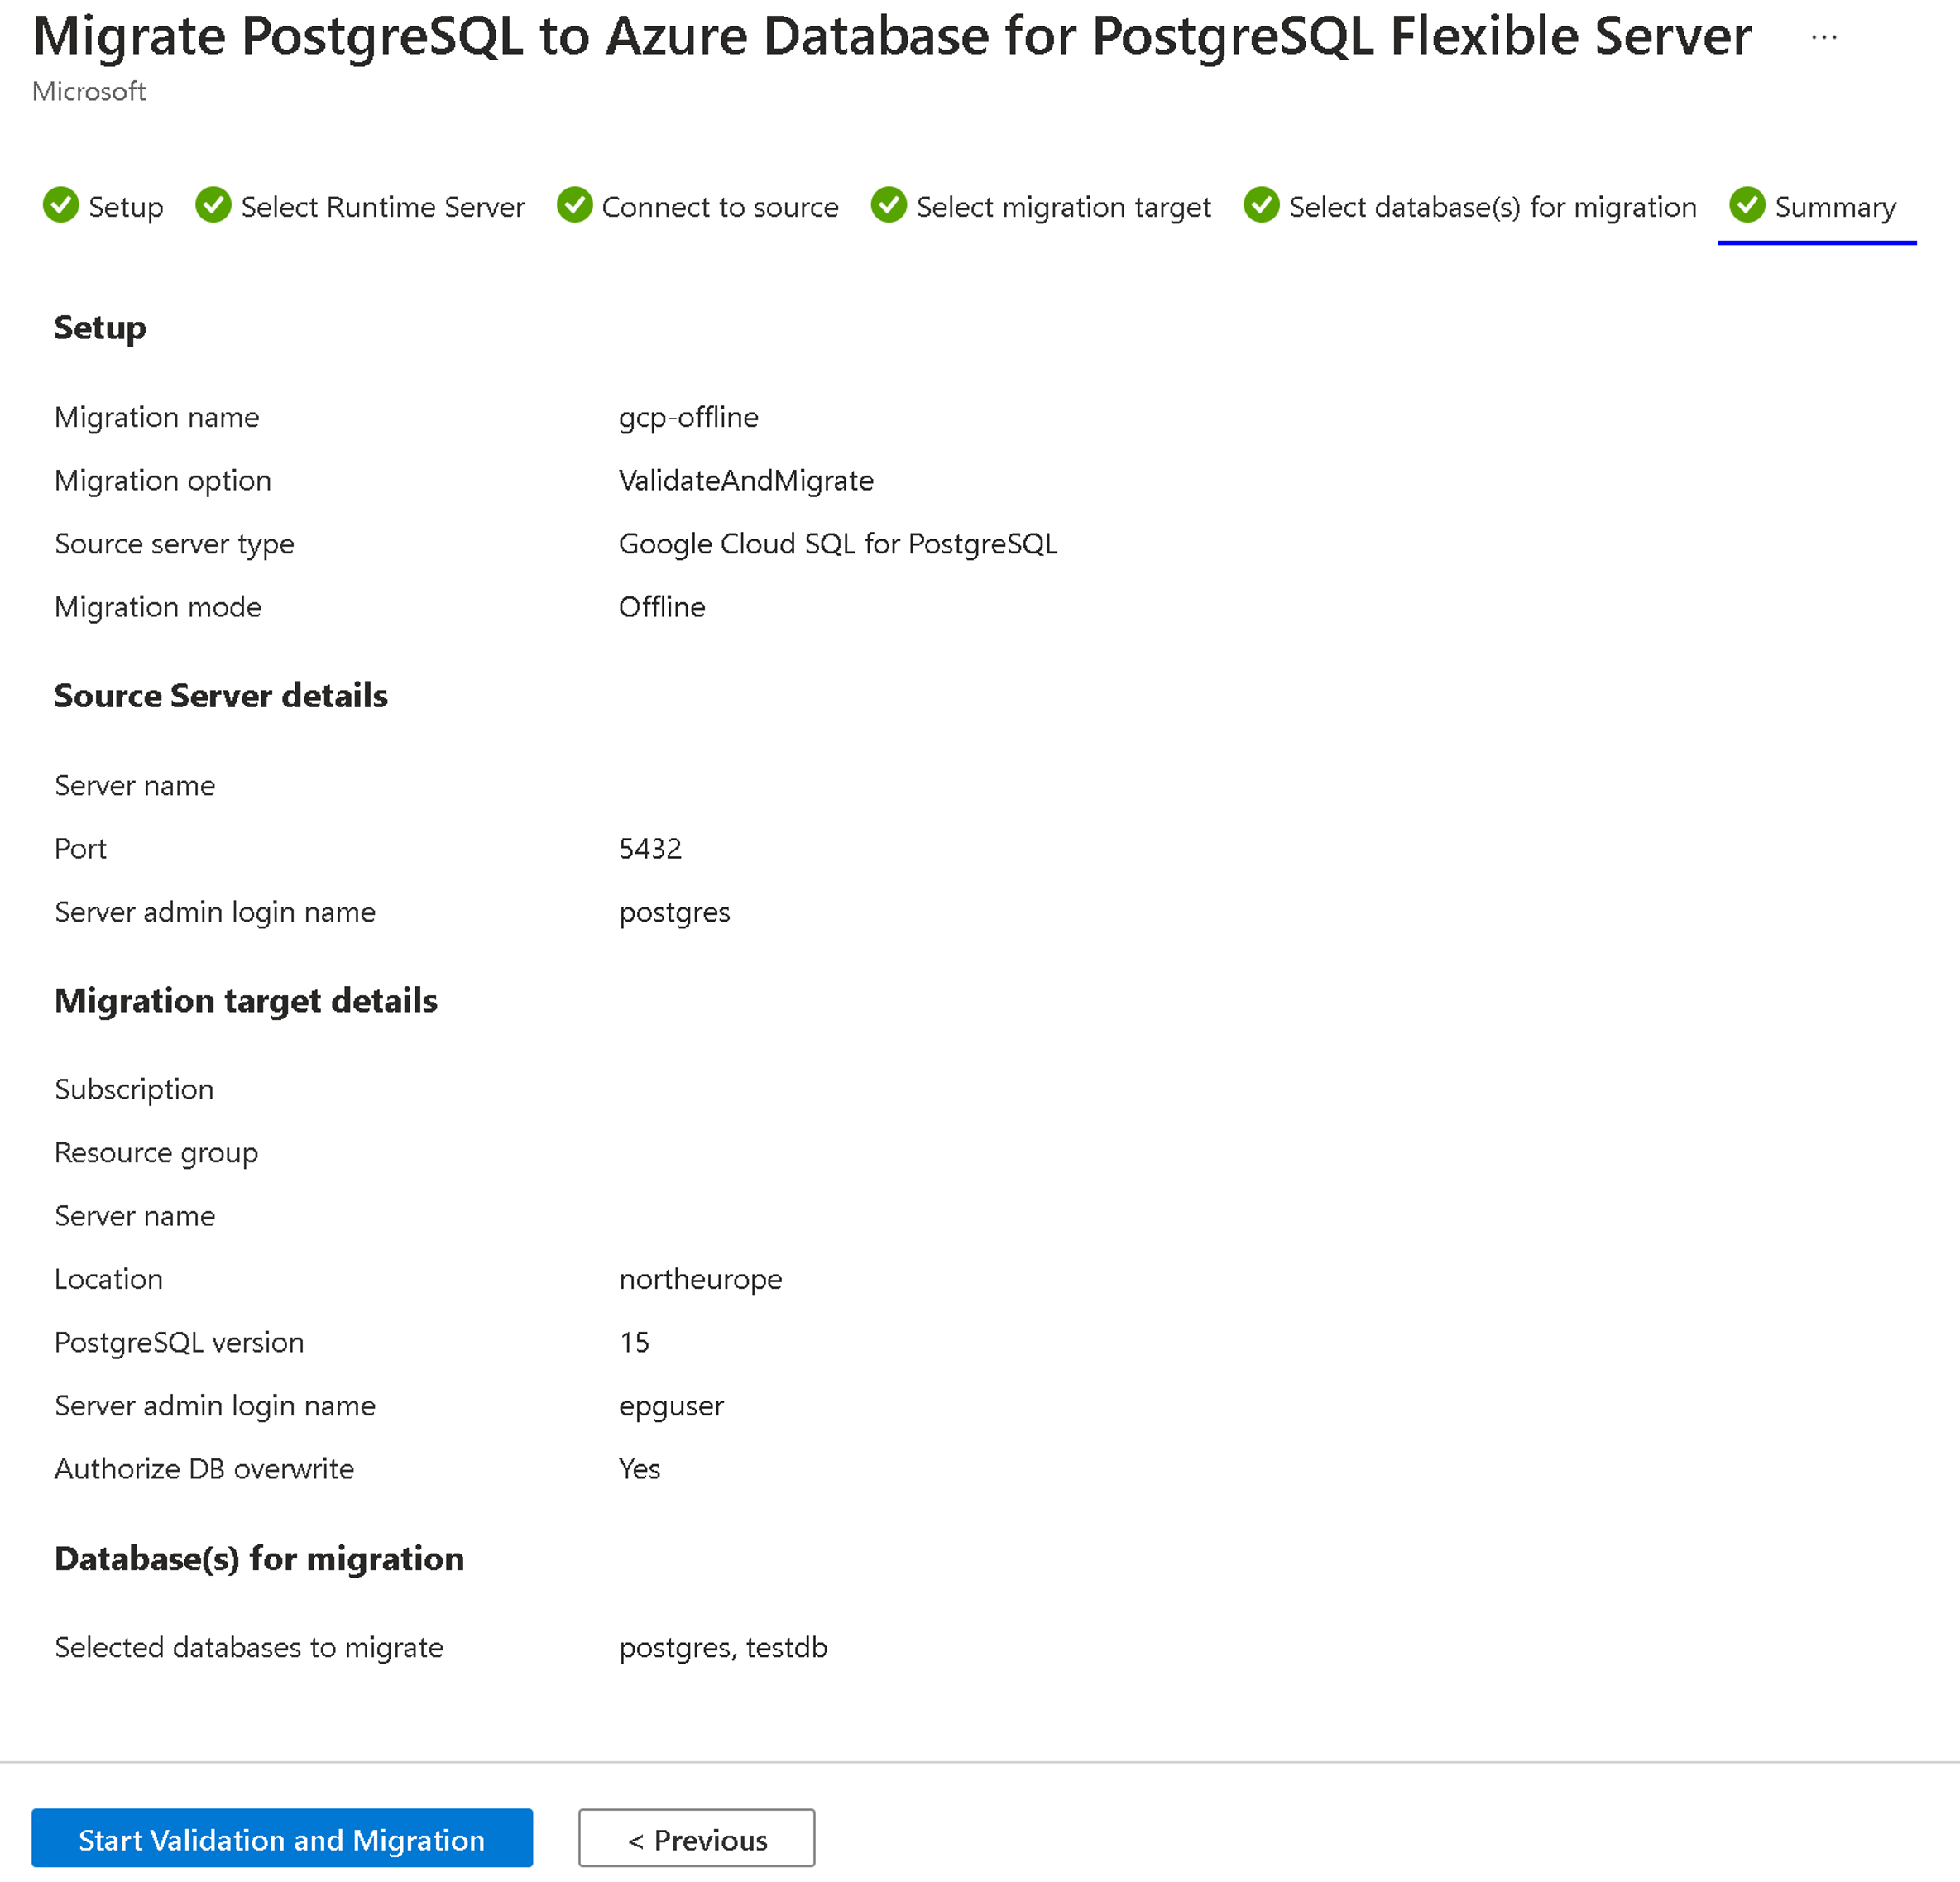 Migrate PostgreSQL to Azure Database for PostgreSQL Flexible Server ...
Microsoft
Setup Select Runtime Server Connect to source Select migration target Select database(s) for migration Summary
Setup
Migration name gcp-offline
Migration option ValidateAndMigrate
Source server type Google Cloud SQL for PostgreSQL
Migration mode Offline
Source Server details
Server name
Port 5432
Server admin login name postgres
Migration target details
Subscription
Resource group
Server name
Location northeurope
PostgreSQL version 15
Server admin login name epguser
Authorize DB overwrite Yes
Database(s) for migration
Selected databases to migrate postgres, testdb
Start Validation and Migration < Previous